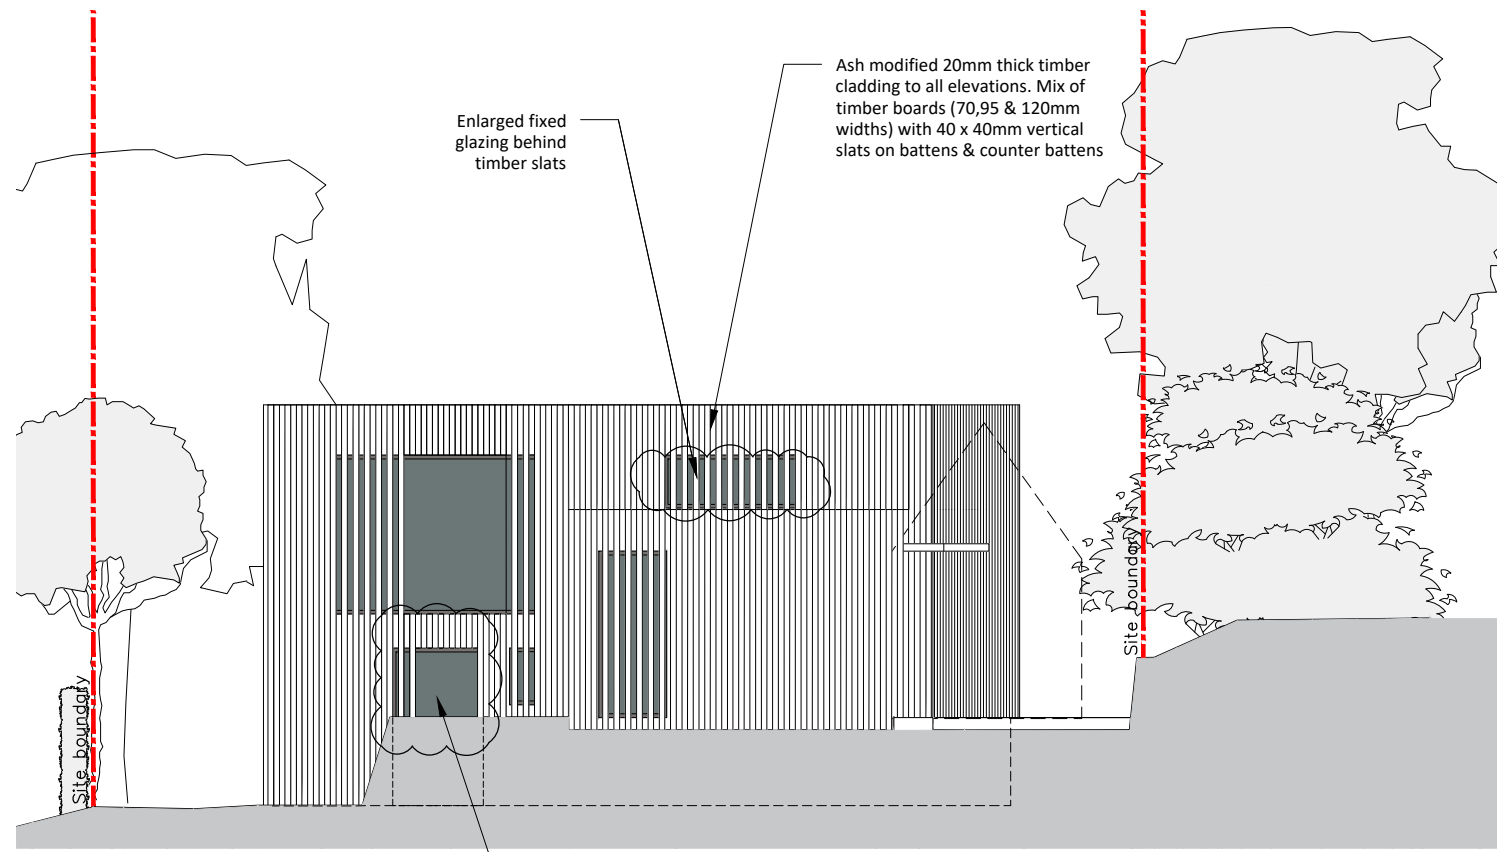 Enlarged fixed
glazing behind
timber slats
Ash modified 20mm thick timber
cladding to all elevations. Mix of
timber boards (70,95 & 120mm
widths) with 40 x 40mm vertical
slats on battens & counter battens
Site boundary
Site boundary